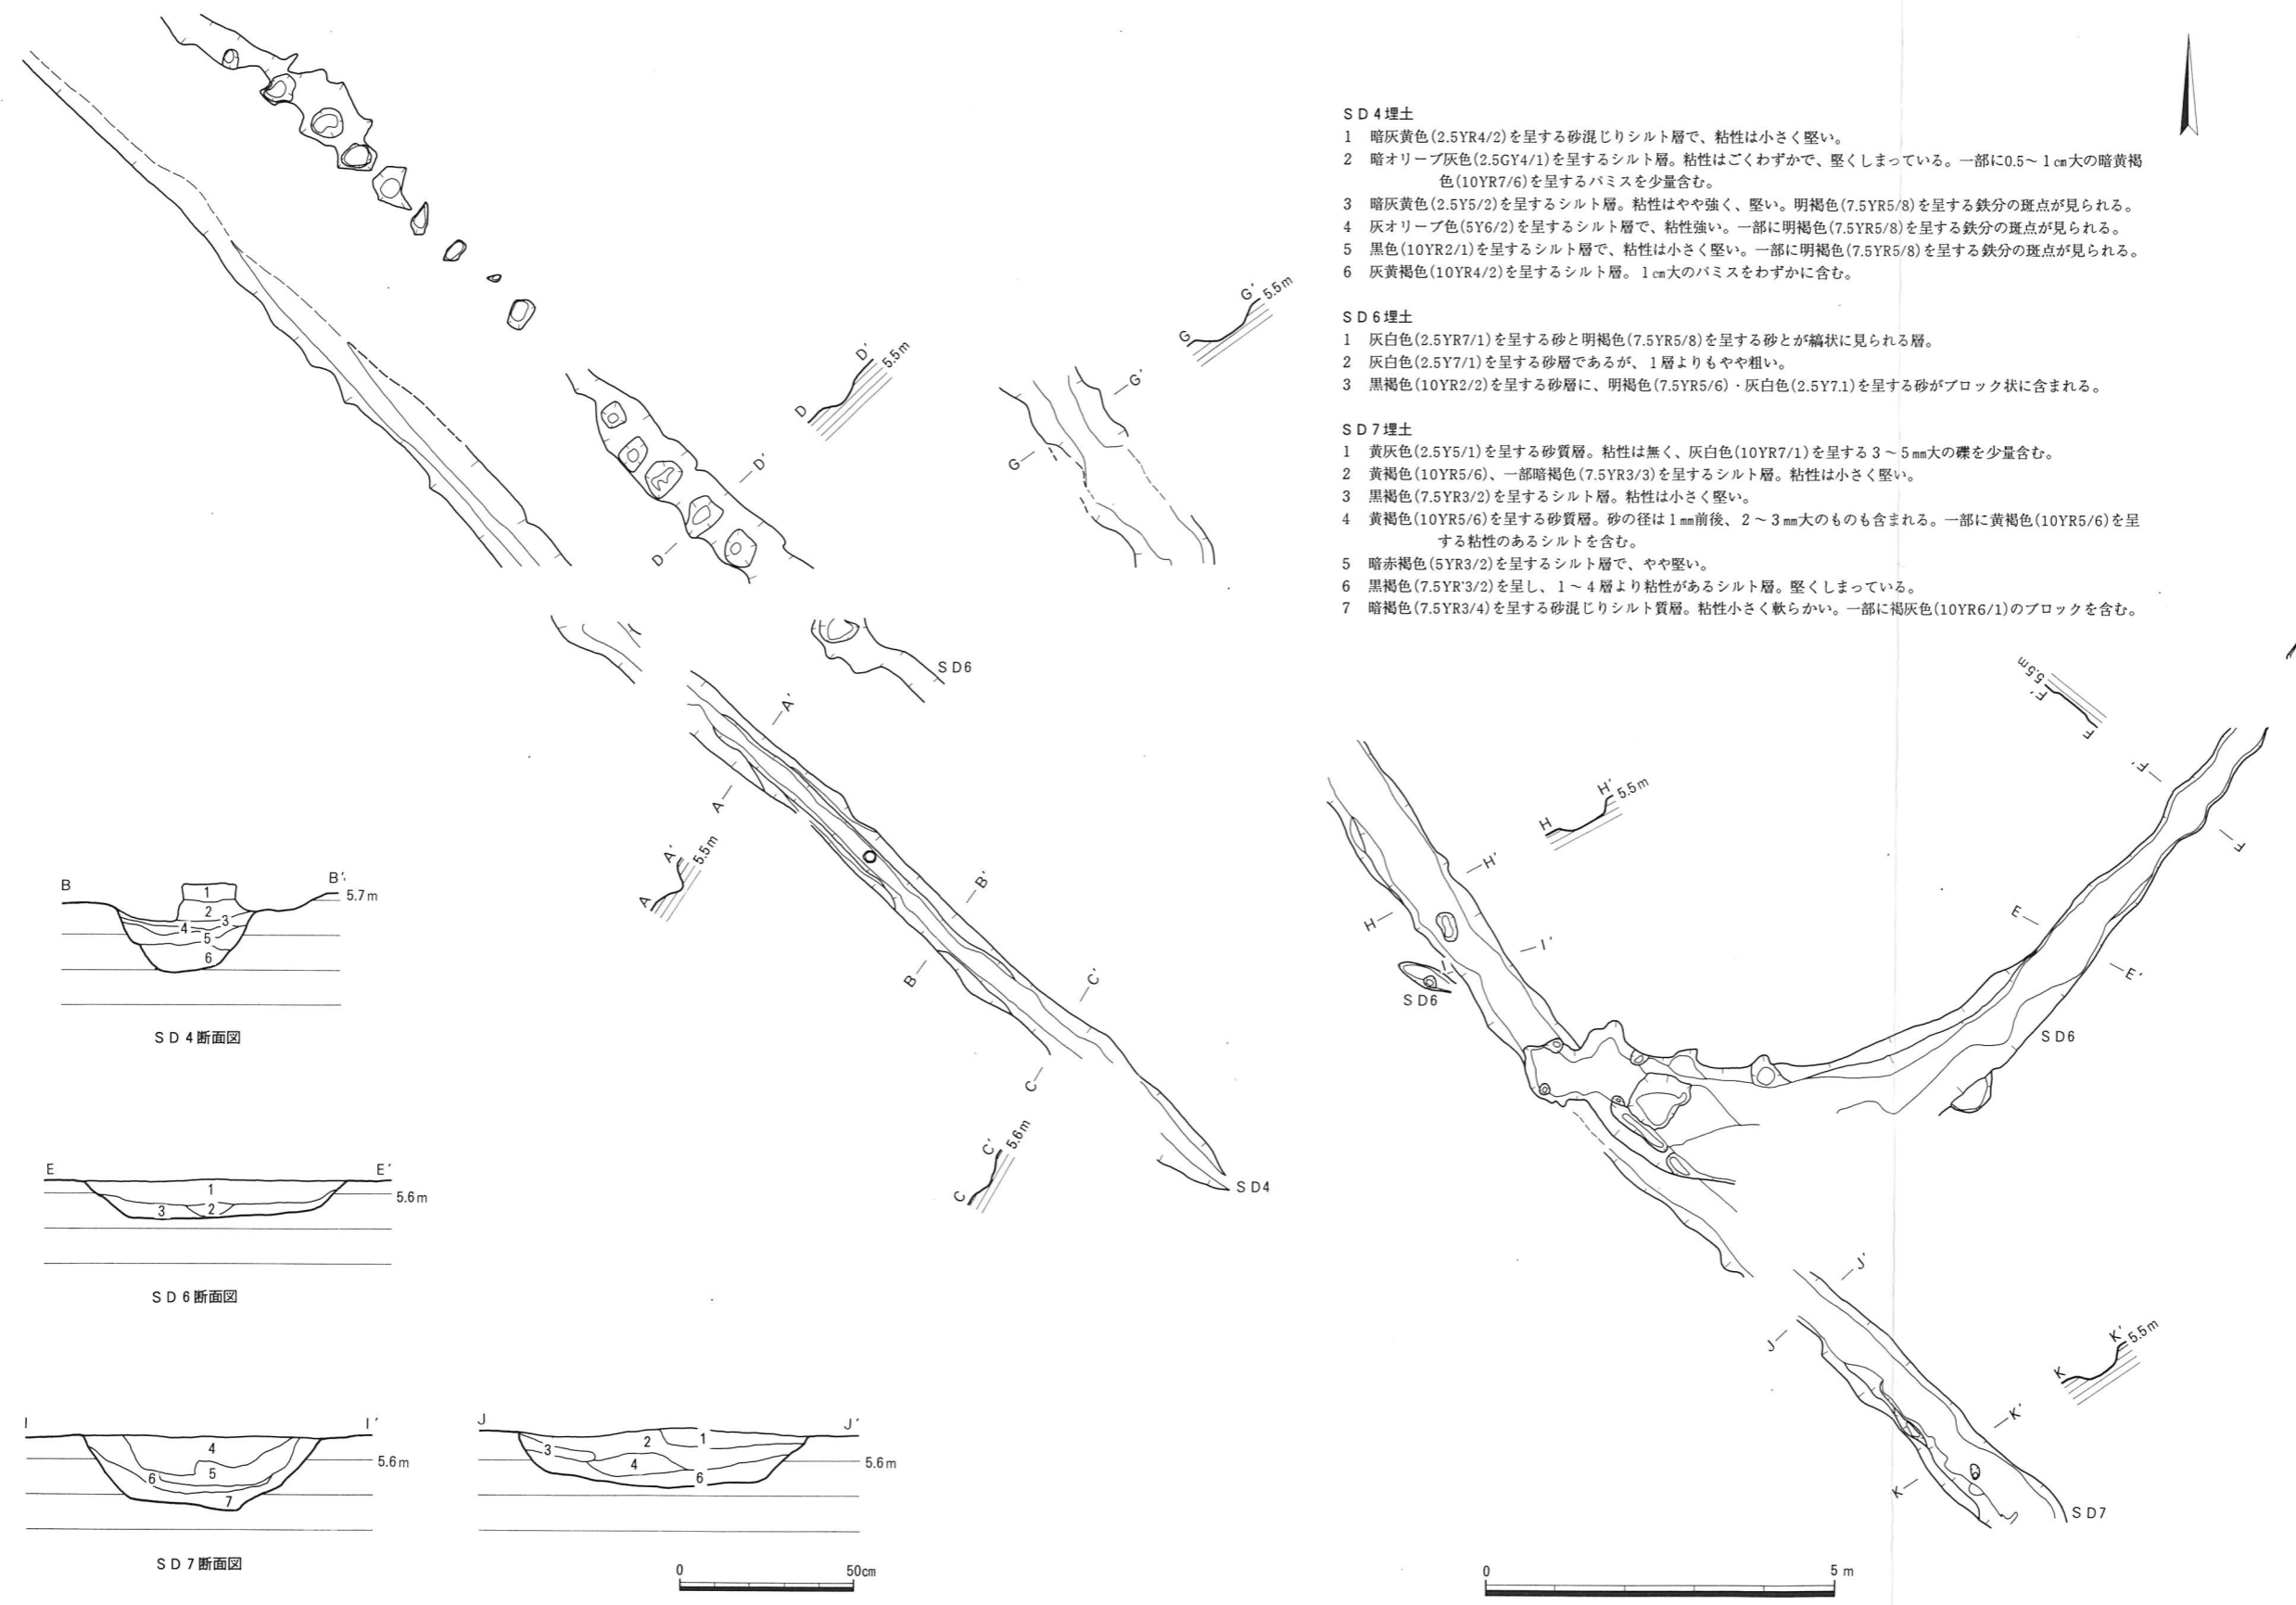 SD4埋土
1 暗灰黄色(2.5YR4/2)を呈する砂混じりシルト層で、粘性は小さく堅い。
2 暗オリーブ灰色(2.5GY4/1)を呈するシルト層。粘性はごくわずかで、堅くしまっている。一部に0.5〜1㎝大の暗黄褐
色(10YR7/6)を呈するバミスを少量含む。
3 暗灰黄色(2.5Y5/2)を呈するシルト層。粘性はやや強く、堅い。明褐色(7.5YR5/8)を呈する鉄分の斑点が見られる。
4 灰オリーブ色(5Y6/2)を呈するシルト層で、粘性強い。一部に明褐色(7.5YR5/8)を呈する鉄分の斑点が見られる。
5 黒色(10YR2/1)を呈するシルト層で、粘性は小さく堅い。一部に明褐色(7.5YR5/8)を呈する鉄分の斑点が見られる。
6 灰黄褐色(10YR4/2)を呈するシルト層。1㎝大のバミスをわずかに含む。
SD6埋土
1 灰白色(2.5YR7/1)を呈する砂と明褐色(7.5YR5/8)を呈する砂とが縞状に見られる層。
2 灰白色(2.5Y7/1)を呈する砂層であるが、1層よりもやや粗い。
3 黒褐色(10YR2/2)を呈する砂層に、明褐色(7.5YR5/6)・灰白色(2.5Y7.1)を呈する砂がブロック状に含まれる。
SD7埋土
1 黄灰色(2.5Y5/1)を呈する砂質層。粘性は無く、灰白色(10YR7/1)を呈する3〜5㎜大の礫を少量含む。
2 黄褐色(10YR5/6)、一部暗褐色(7.5YR3/3)を呈するシルト層。粘性は小さく堅い。
3 黒褐色(7.5YR3/2)を呈するシルト層。粘性は小さく堅い。
4 黄褐色(10YR5/6)を呈する砂質層。砂の径は1㎜前後、2〜3㎜大のものも含まれる。一部に黄褐色(10YR5/6)を呈
する粘性のあるシルトを含む。
5 暗赤褐色(5YR3/2)を呈するシルト層で、やや堅い。
6 黒褐色(7.5YR3/2)を呈し、1〜4層より粘性があるシルト層。堅くしまっている。
7 暗褐色(7.5YR3/4)を呈する砂混じりシルト質層。粘性小さく軟らかい。一部に褐灰色(10YR6/1)のブロックを含む。
D D' 5.5m
G G' 5.5m
D D'
G G'
SD6
A A'
A A' 5.5m
B B'
C C'
C C' 5.6m
SD4
F F' 5.5m
F F'
H H' 5.5m
H H'
I I'
SD6
E E'
SD6
J J'
K K' 5.5m
K K'
SD7
B B' 5.7m
1
2
3
4
5
6
SD4断面図
E E' 5.6m
1
3 2
SD6断面図
I I' 5.6m
4
5
6
7
J J' 5.6m
1
2
3
4
6
SD7断面図
0 50cm
0 5m